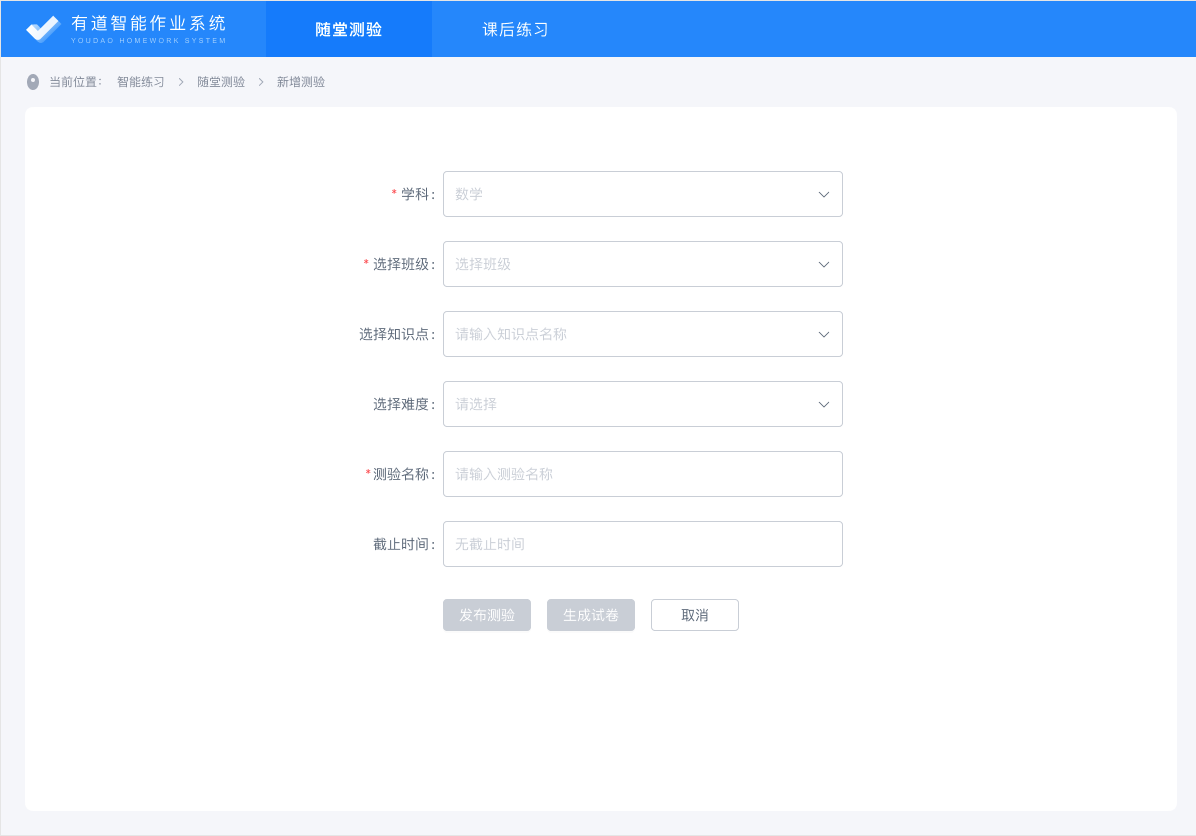 有道智能作业系统
YOUDAO HOMEWORK SYSTEM
随堂测验
课后练习
当前位置： 智能练习 > 随堂测验 > 新增测验
* 学科： 数学
* 选择班级： 选择班级
选择知识点： 请输入知识点名称
选择难度： 请选择
*测验名称： 请输入测验名称
截止时间： 无截止时间
发布测验 生成试卷 取消